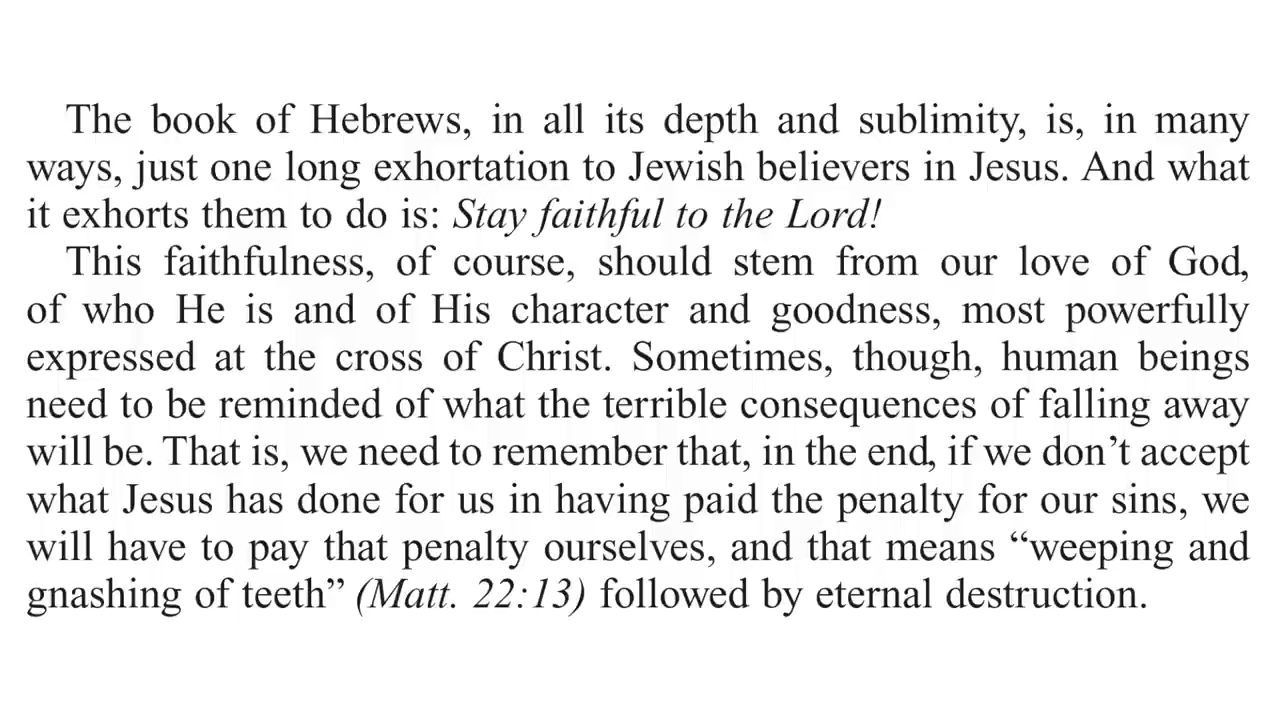 The book of Hebrews, in all its depth and sublimity, is, in many
ways, just one long exhortation to Jewish believers in Jesus. And what
it exhorts them to do is: Stay faithful to the Lord!
This faithfulness, of course, should stem from our love of God,
of who He is and of His character and goodness, most powerfully
expressed at the cross of Christ. Sometimes, though, human beings
need to be reminded of what the terrible consequences of falling away
will be. That is, we need to remember that, in the end, if we don’t accept
what Jesus has done for us in having paid the penalty for our sins, we
will have to pay that penalty ourselves, and that means “weeping and
gnashing of teeth” (Matt. 22:13) followed by eternal destruction.